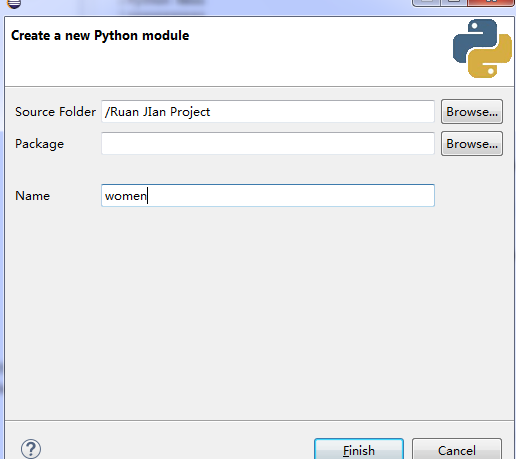 Create a new Python module
Source Folder /Ruan JIan Project Browse...
Package Browse...
Name women
? Finish Cancel